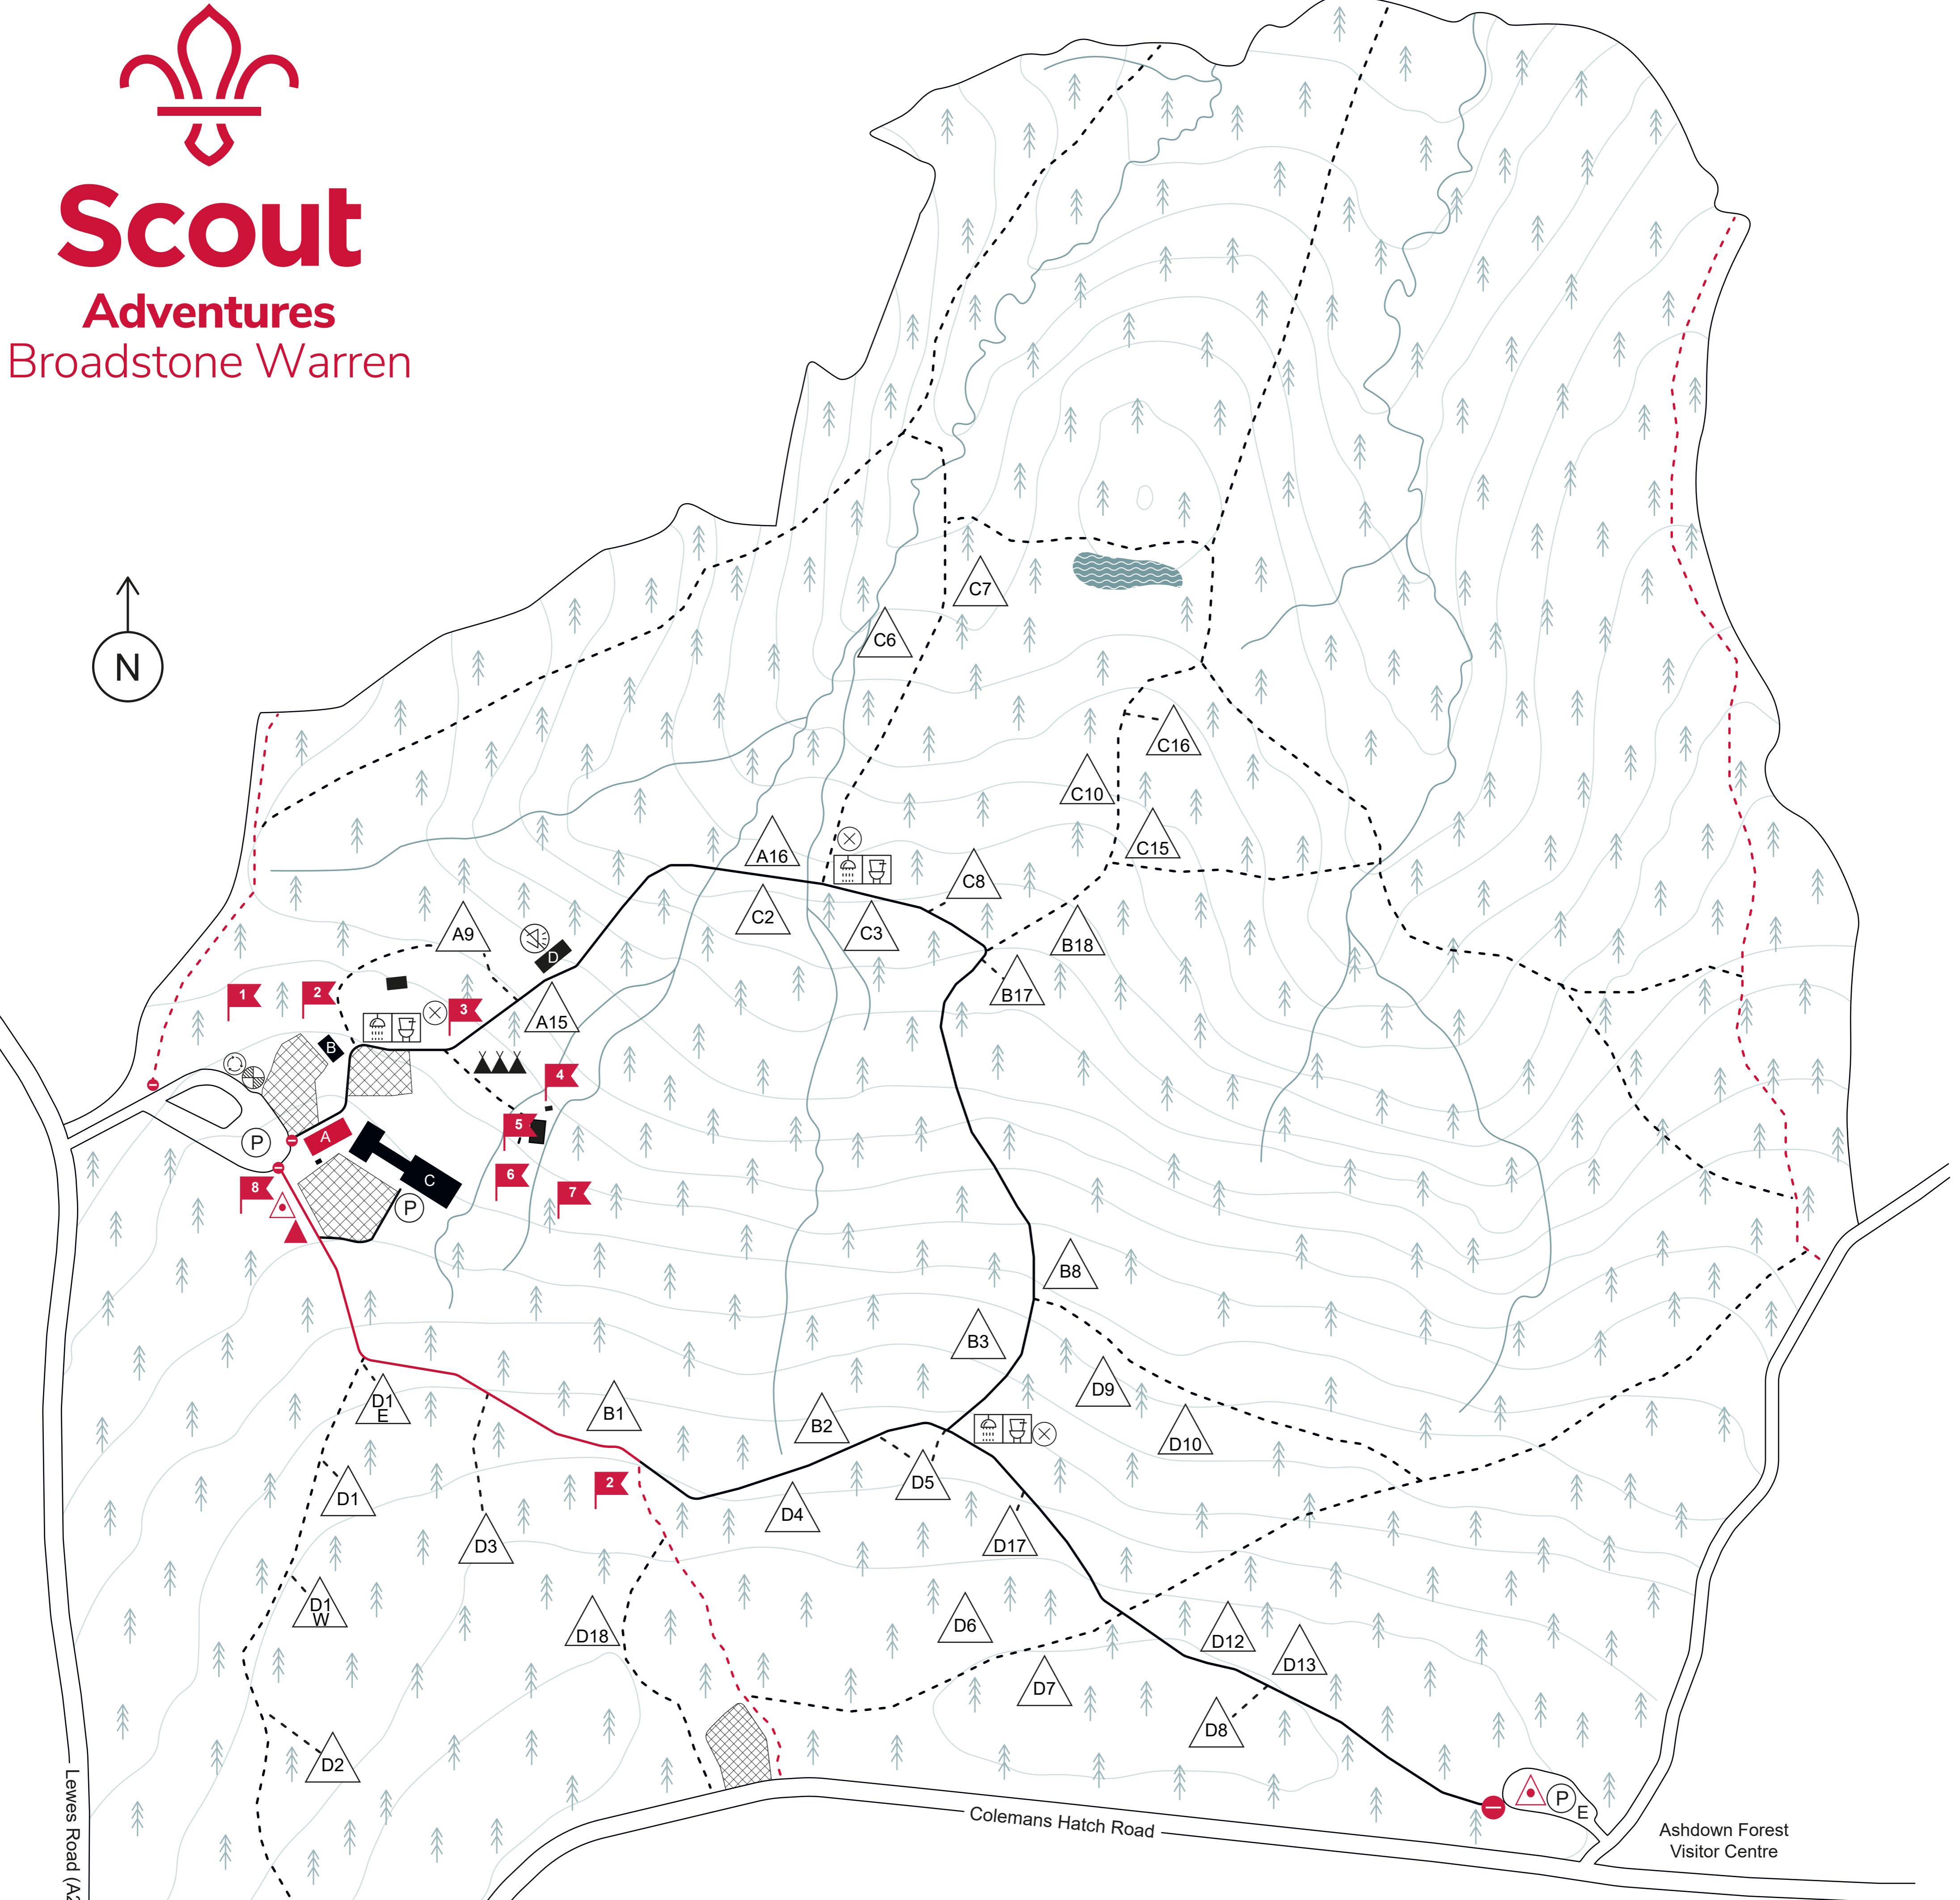 Scout
Adventures
Broadstone Warren
N
C7
C6
C16
C10
C15
A16
C8
C2
C3
A9
B18
D
B17
1
2
3
A15
B
4
5
P
A
6
C
8
7
P
B8
B3
D9
D1
E
B1
B2
D10
D5
2
D1
D4
D17
D3
D1
W
D18
D6
D12
D13
D7
D8
D2
P
E
Lewes Road (A2
Colemans Hatch Road
Ashdown Forest
Visitor Centre